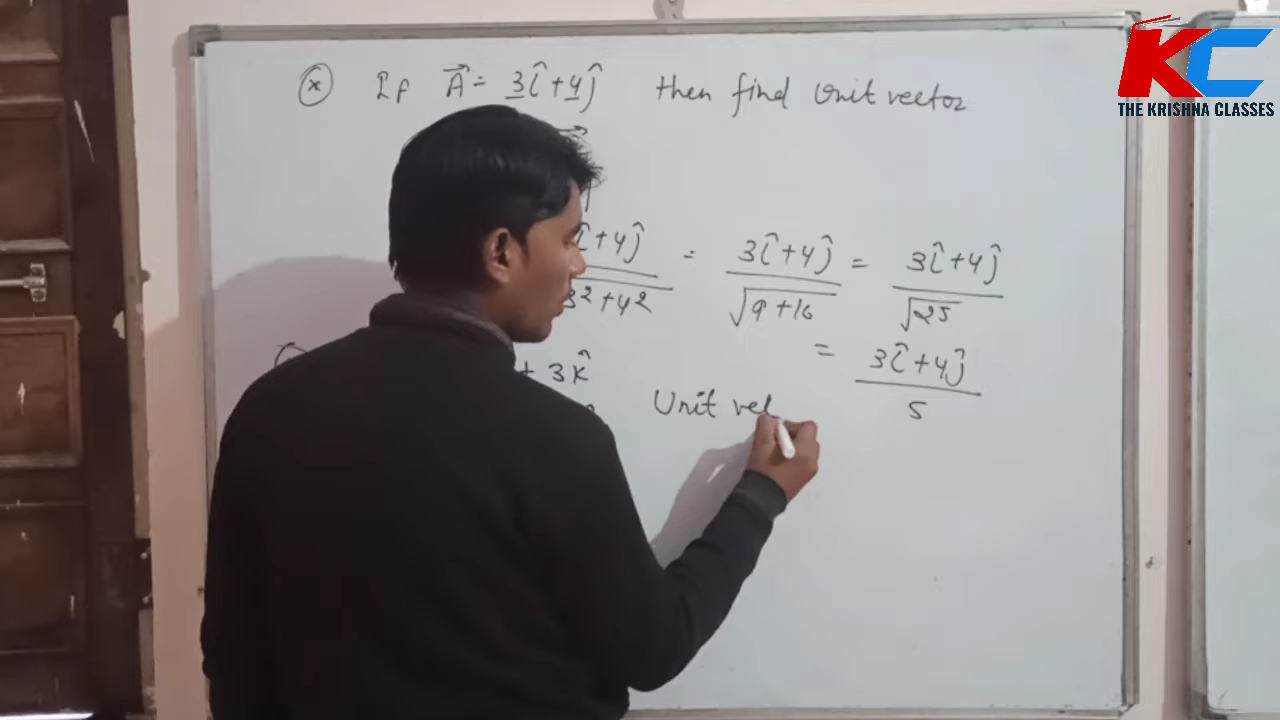 KC
THE KRISHNA CLASSES
If A⃗ = 3î + 4ĵ then find Unit vector
î + 4ĵ = 3î + 4ĵ = 3î + 4ĵ
3² + 4² √9 + 16 √25
= 3î + 4ĵ
5
+ 3k̂
Unit vec